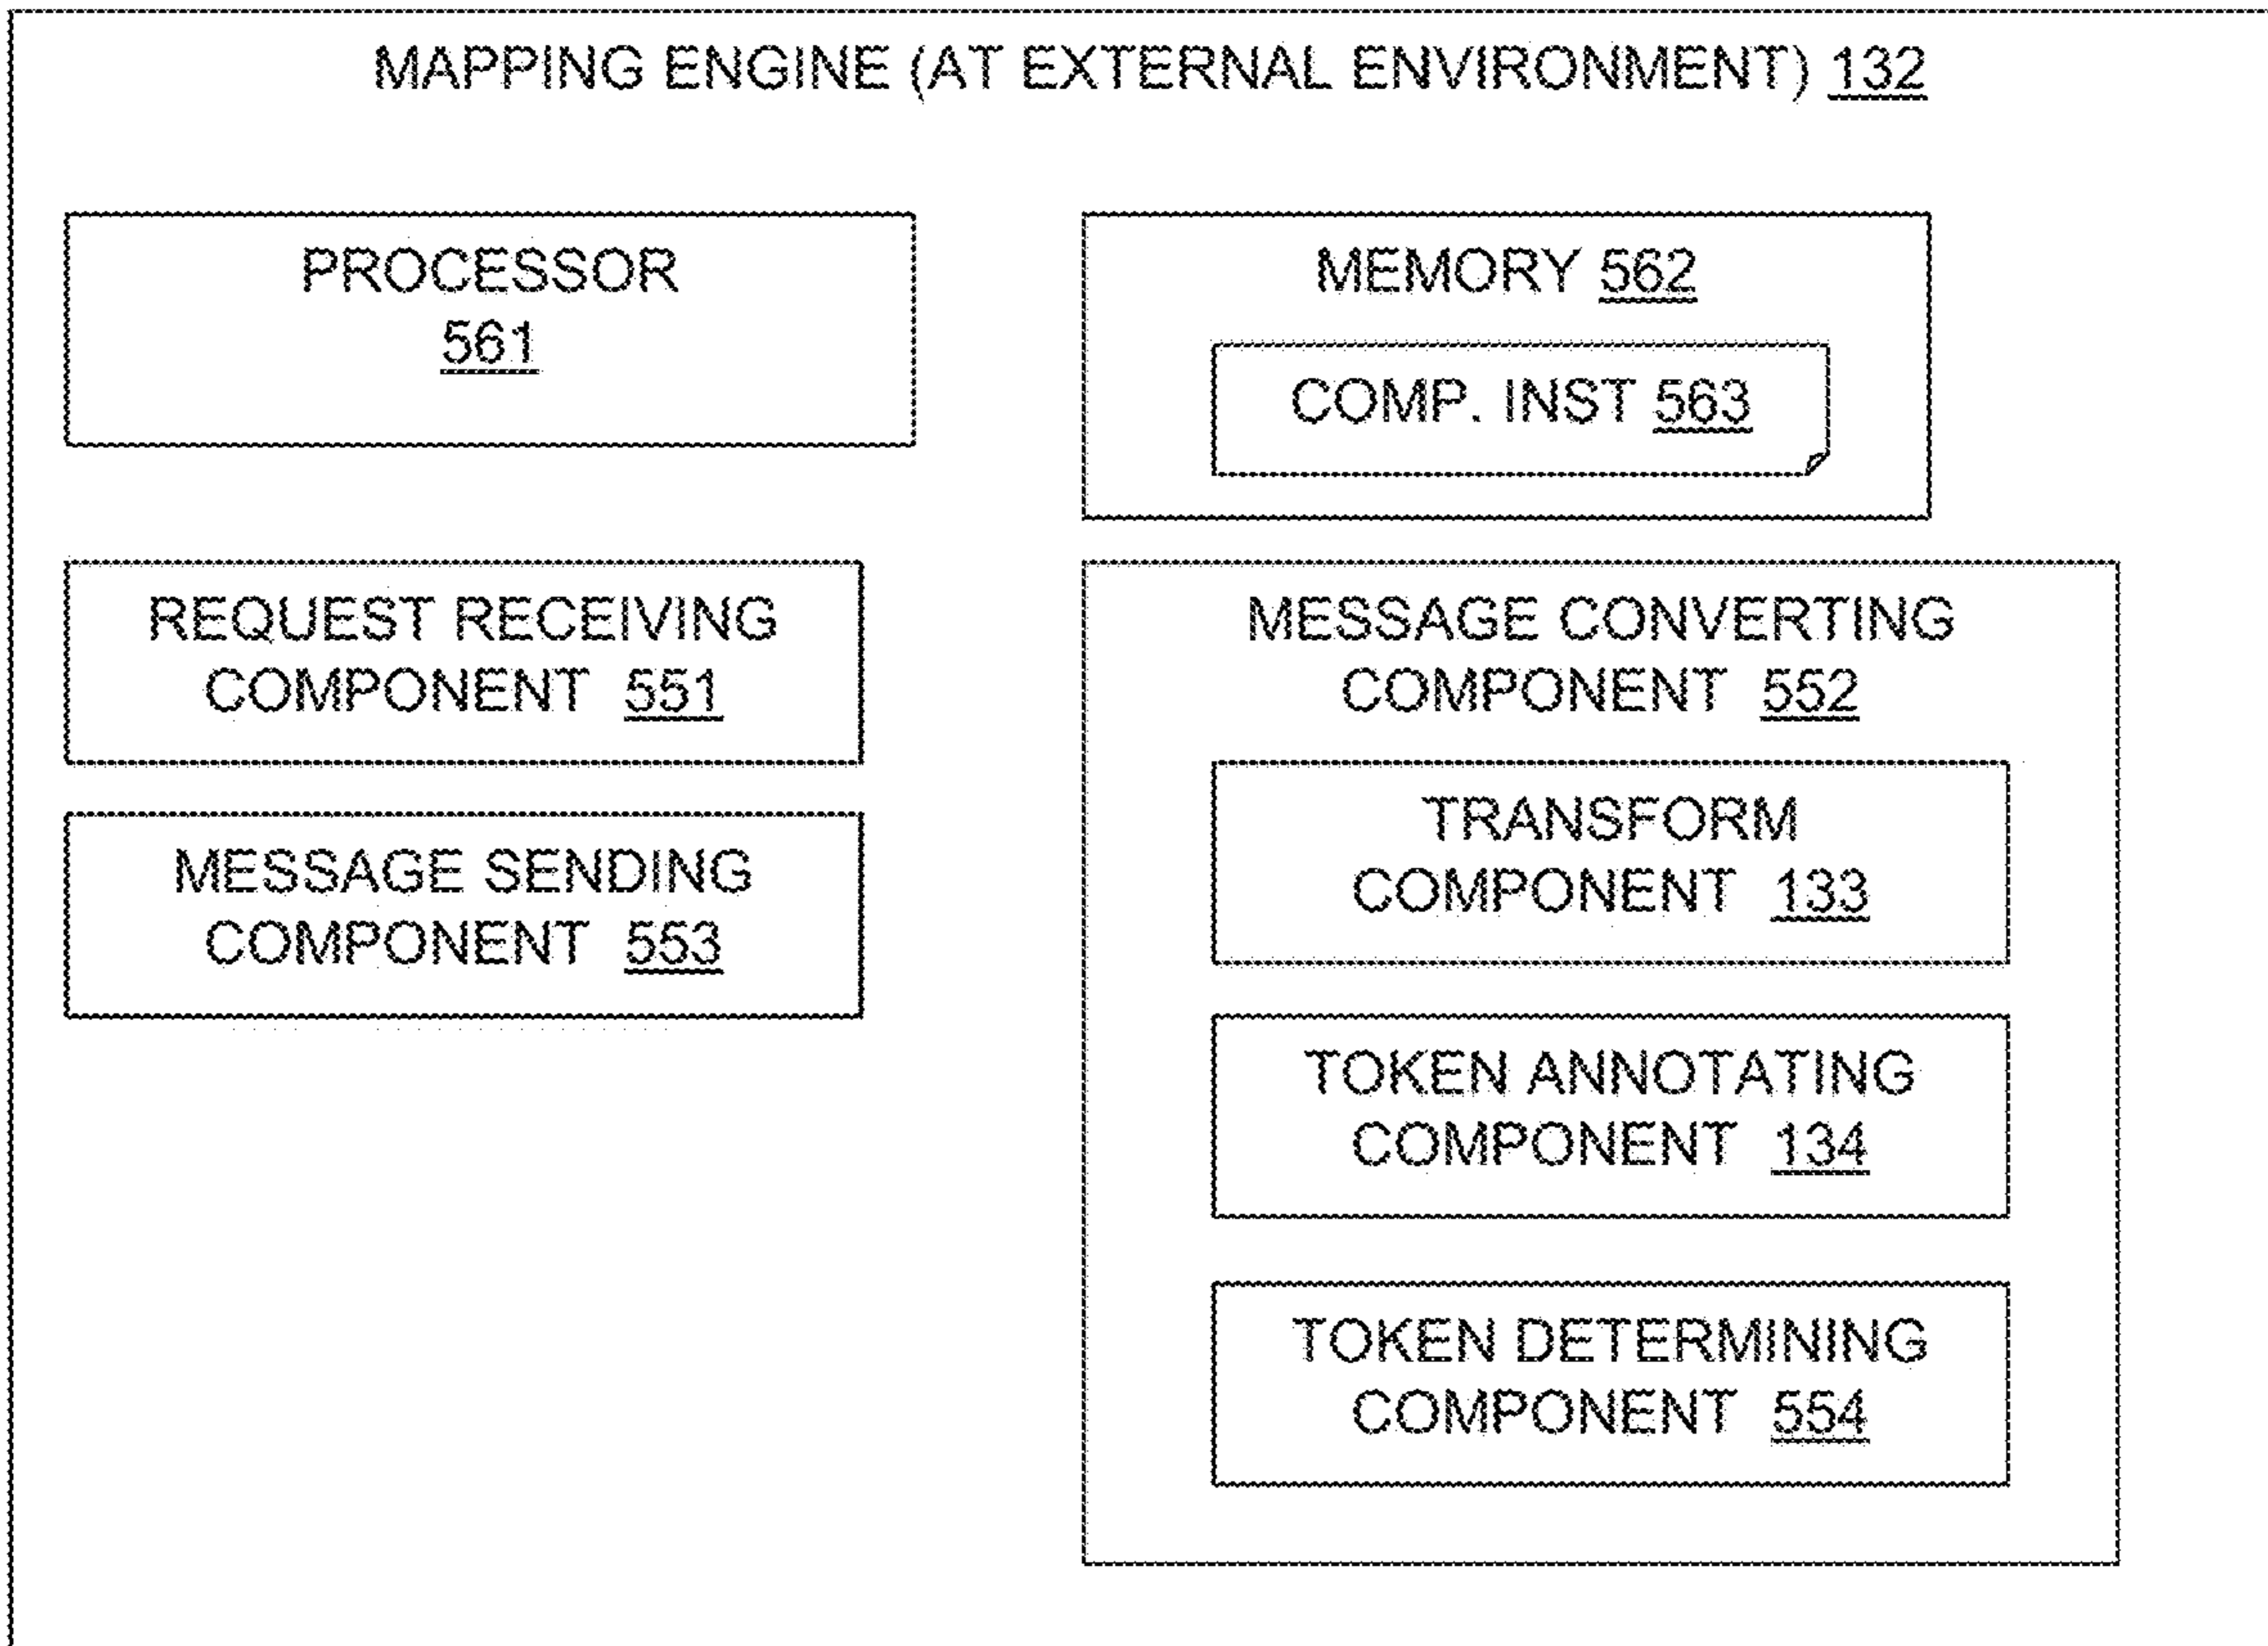 MAPPING ENGINE (AT EXTERNAL ENVIRONMENT) 132
PROCESSOR
561
MEMORY 562
COMP. INST 563
REQUEST RECEIVING
COMPONENT 551
MESSAGE SENDING
COMPONENT 553
MESSAGE CONVERTING
COMPONENT 552
TRANSFORM
COMPONENT 133
TOKEN ANNOTATING
COMPONENT 134
TOKEN DETERMINING
COMPONENT 554